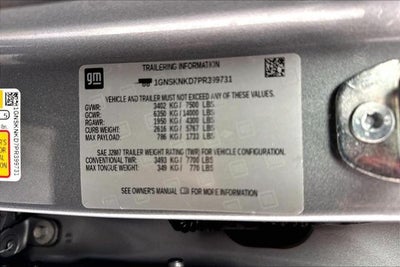 gm
TRAILERING INFORMATION
1GNSKNKD7PR399731
VEHICLE AND TRAILER MUST NOT EXCEED ANY OF THESE VALUES.
GVWR: 3402 KG / 7500 LBS
GCWR: 6350 KG / 14000 LBS
RGAWR: 1950 KG / 4300 LBS
CURB WEIGHT: 2616 KG / 5767 LBS
MAX PAYLOAD: 786 KG / 1733 LBS
SAE J2807 TRAILER WEIGHT RATING (TWR) FOR VEHICLE CONFIGURATION.
CONVENTIONAL TWR: 3493 KG / 7700 LBS
MAX TONGUE WEIGHT: 349 KG / 770 LBS
SEE OWNER'S MANUAL FOR MORE INFORMATION
1GNSKNKD7PR399731